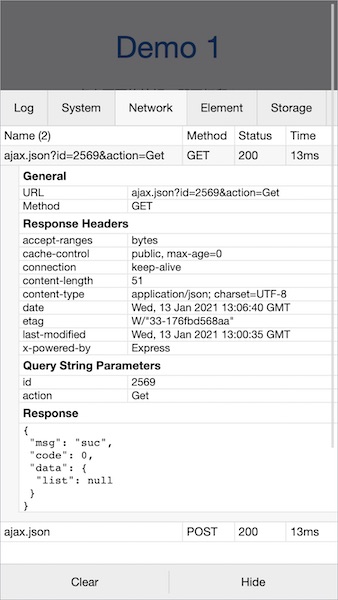 Demo 1
Log System Network Element Storage
Name (2) Method Status Time
ajax.json?id=2569&action=Get GET 200 13ms
General
URL ajax.json?id=2569&action=Get
Method GET
Response Headers
accept-ranges bytes
cache-control public, max-age=0
connection keep-alive
content-length 51
content-type application/json; charset=UTF-8
date Wed, 13 Jan 2021 13:06:40 GMT
etag W/"33-176fbd568aa"
last-modified Wed, 13 Jan 2021 13:00:35 GMT
x-powered-by Express
Query String Parameters
id 2569
action Get
Response
{
"msg": "suc",
"code": 0,
"data": {
"list": null
}
}
ajax.json POST 200 13ms
Clear Hide